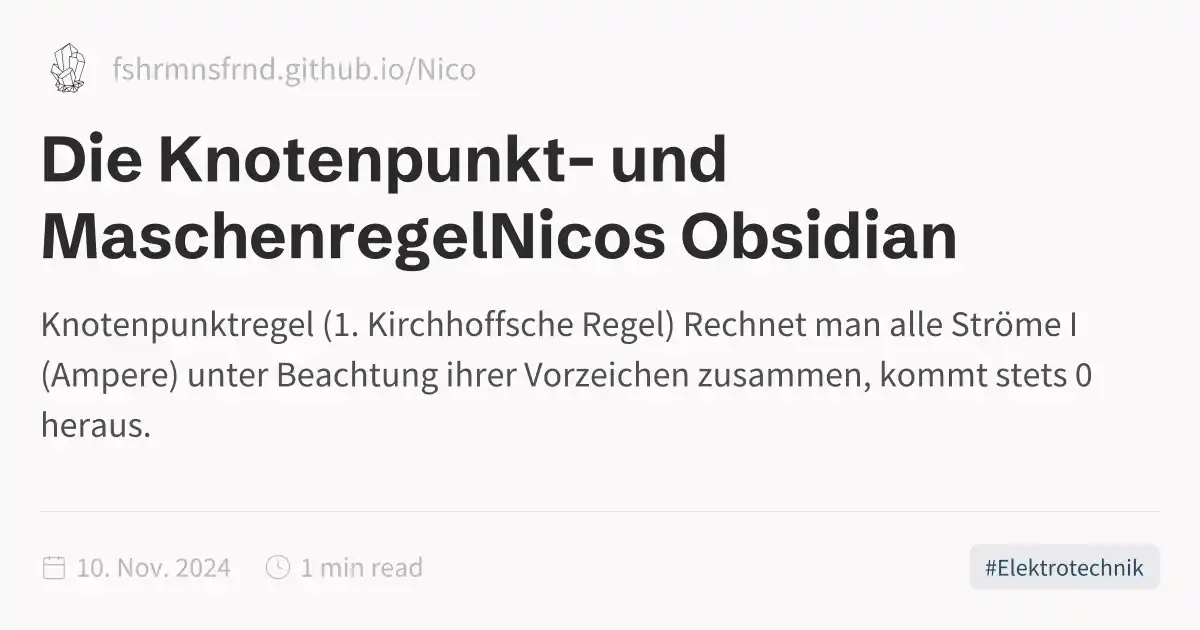 fshrmnsfrnd.github.io/Nico
Die Knotenpunkt- und
MaschenregelNicos Obsidian
Knotenpunktregel (1. Kirchhoffsche Regel) Rechnet man alle Ströme I
(Ampere) unter Beachtung ihrer Vorzeichen zusammen, kommt stets 0
heraus.
10. Nov. 2024 1 min read #Elektrotechnik